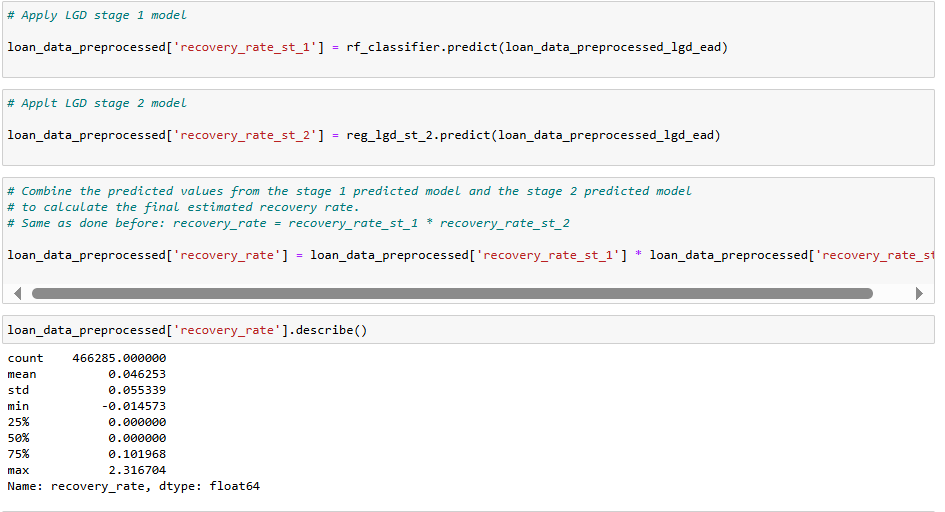 # Apply LGD stage 1 model
loan_data_preprocessed['recovery_rate_st_1'] = rf_classifier.predict(loan_data_preprocessed_lgd_ead)
# Applt LGD stage 2 model
loan_data_preprocessed['recovery_rate_st_2'] = reg_lgd_st_2.predict(loan_data_preprocessed_lgd_ead)
# Combine the predicted values from the stage 1 predicted model and the stage 2 predicted model
# to calculate the final estimated recovery rate.
# Same as done before: recovery_rate = recovery_rate_st_1 * recovery_rate_st_2
loan_data_preprocessed['recovery_rate'] = loan_data_preprocessed['recovery_rate_st_1'] * loan_data_preprocessed['recovery_rate_st
loan_data_preprocessed['recovery_rate'].describe()
count    466285.000000
mean          0.046253
std           0.055339
min          -0.014573
25%           0.000000
50%           0.000000
75%           0.101968
max           2.316704
Name: recovery_rate, dtype: float64